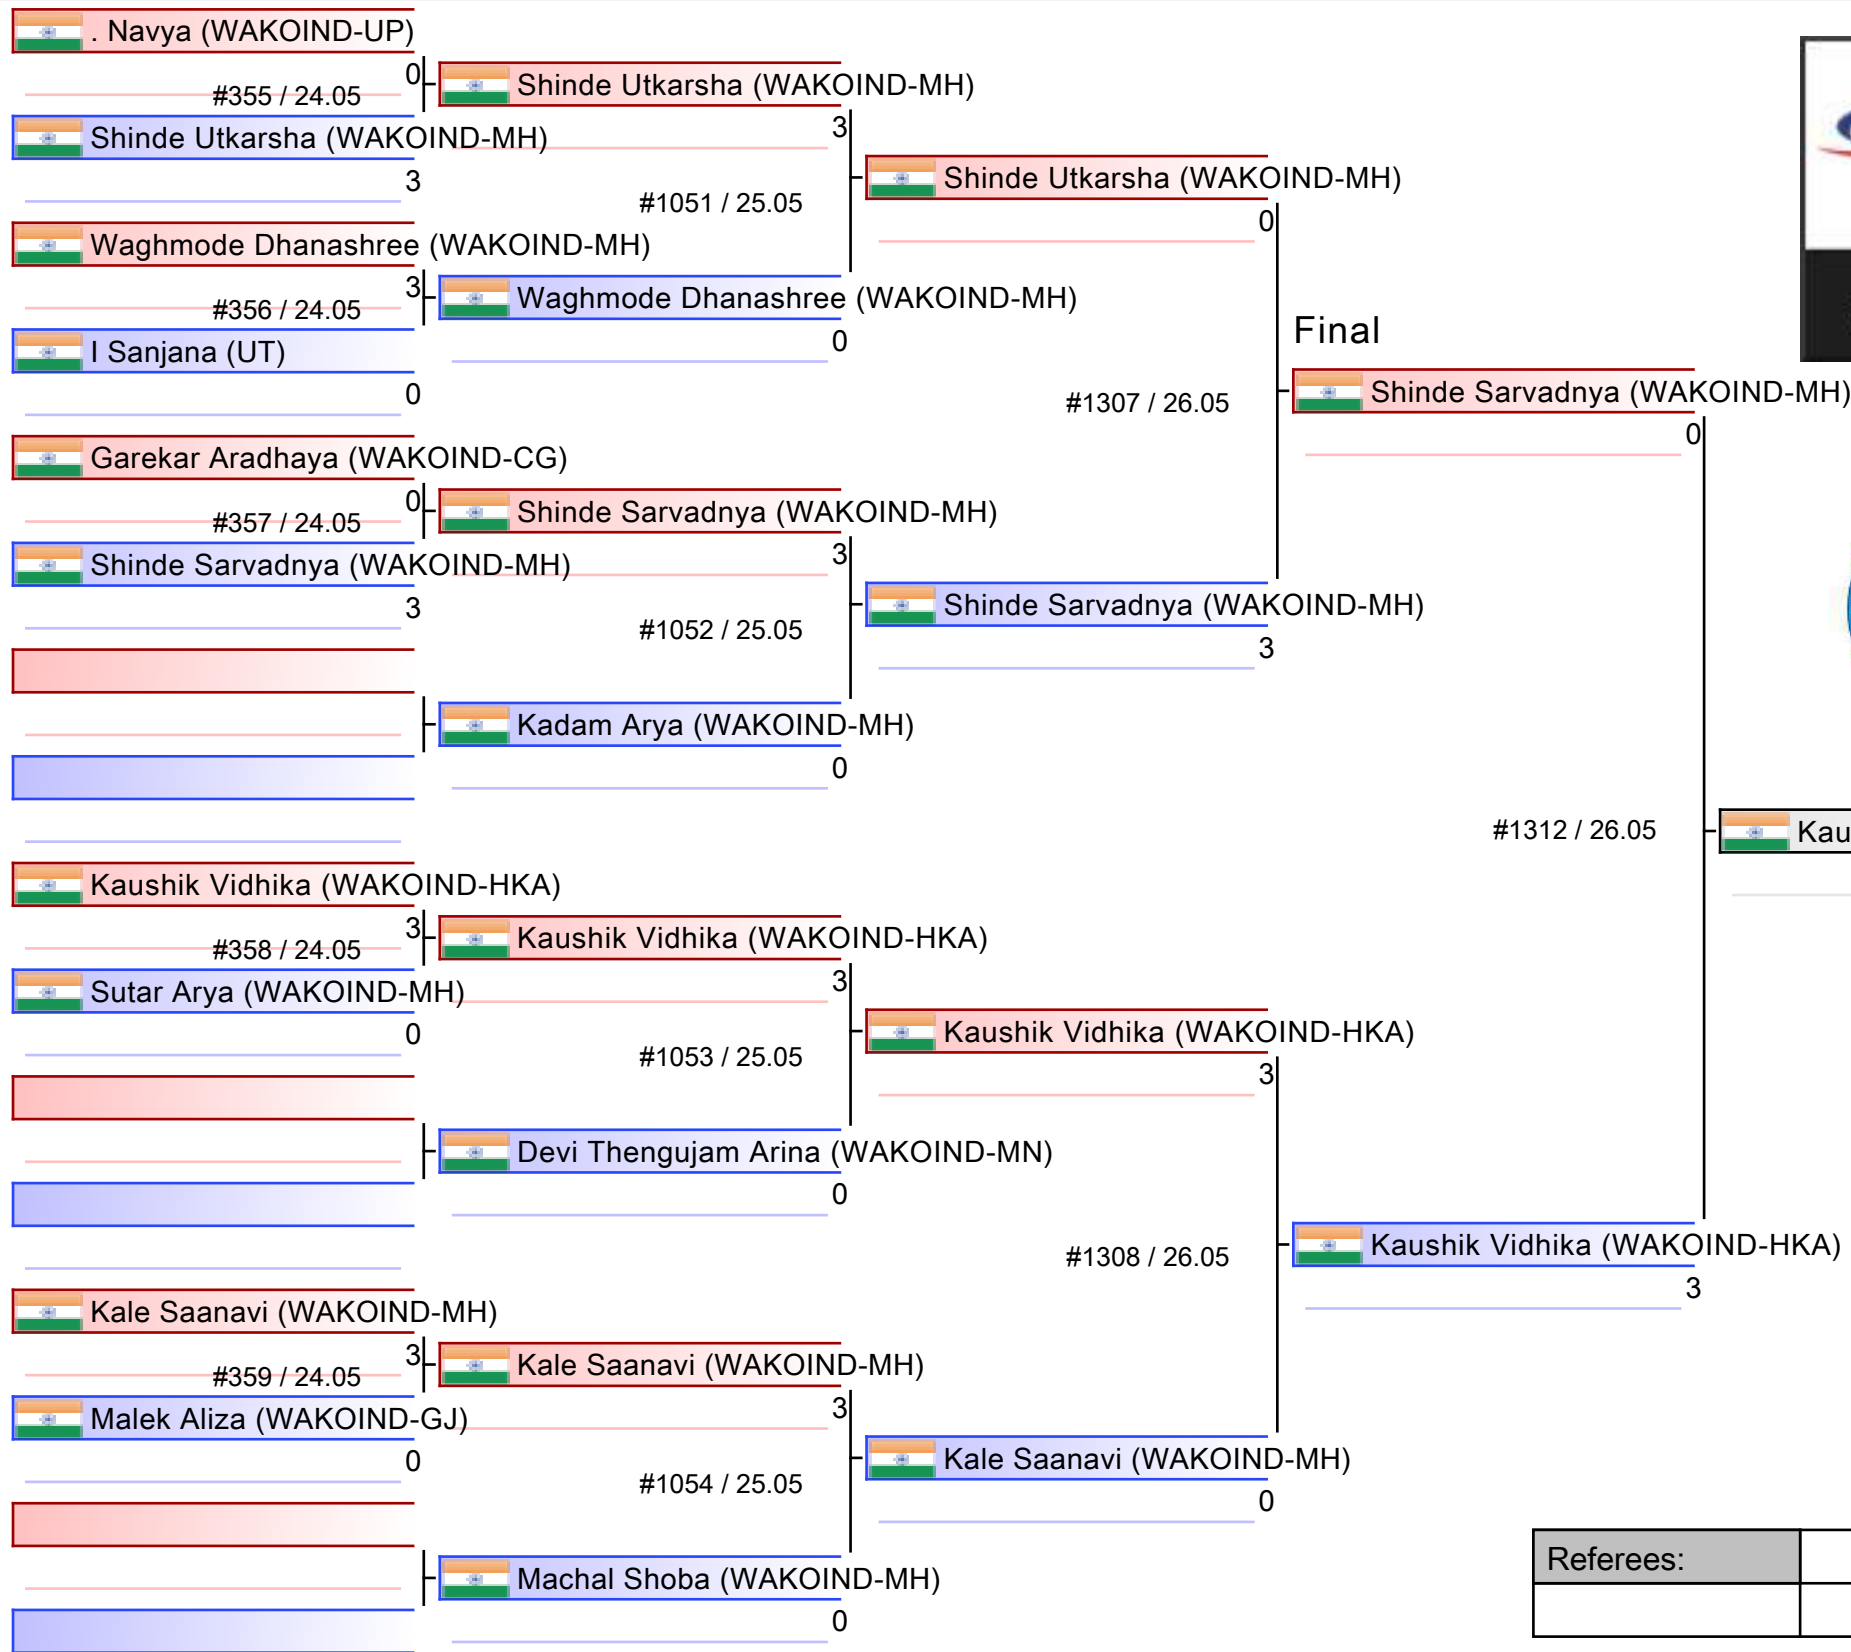 . Navya (WAKOIND-UP)
0
#355 / 24.05
Shinde Utkarsha (WAKOIND-MH)
3
Waghmode Dhanashree (WAKOIND-MH)
3
#356 / 24.05
I Sanjana (UT)
0
Garekar Aradhaya (WAKOIND-CG)
0
#357 / 24.05
Shinde Sarvadnya (WAKOIND-MH)
3
Kaushik Vidhika (WAKOIND-HKA)
3
#358 / 24.05
Sutar Arya (WAKOIND-MH)
0
Kale Saanavi (WAKOIND-MH)
3
#359 / 24.05
Malek Aliza (WAKOIND-GJ)
0
Shinde Utkarsha (WAKOIND-MH)
3
#1051 / 25.05
Waghmode Dhanashree (WAKOIND-MH)
0
Shinde Sarvadnya (WAKOIND-MH)
3
#1052 / 25.05
Kadam Arya (WAKOIND-MH)
0
Kaushik Vidhika (WAKOIND-HKA)
3
#1053 / 25.05
Devi Thengujam Arina (WAKOIND-MN)
0
Kale Saanavi (WAKOIND-MH)
3
#1054 / 25.05
Machal Shoba (WAKOIND-MH)
0
Shinde Utkarsha (WAKOIND-MH)
0
#1307 / 26.05
Shinde Sarvadnya (WAKOIND-MH)
3
Kaushik Vidhika (WAKOIND-HKA)
3
#1308 / 26.05
Kale Saanavi (WAKOIND-MH)
0
Final
Shinde Sarvadnya (WAKOIND-MH)
0
#1312 / 26.05
Kaushik Vidhika (WAKOIND-HKA)
3
Kau
Referees: